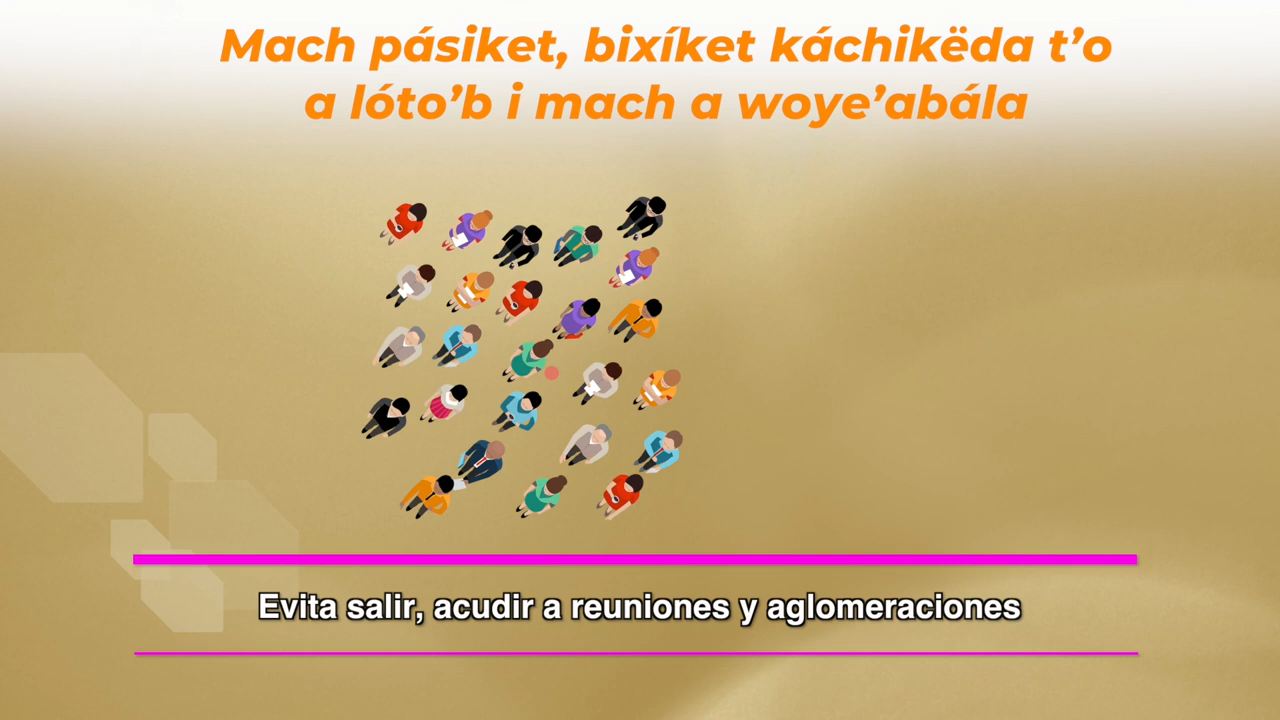 Mach pásiket, bixíket káchikëda t’o
a lóto’b i mach a woye’abála
Evita salir, acudir a reuniones y aglomeraciones